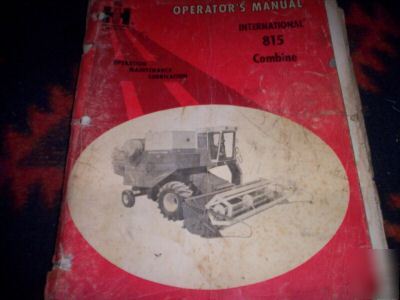 OPERATOR'S MANUAL
INTERNATIONAL
815
Combine
OPERATION
MAINTENANCE
LUBRICATION